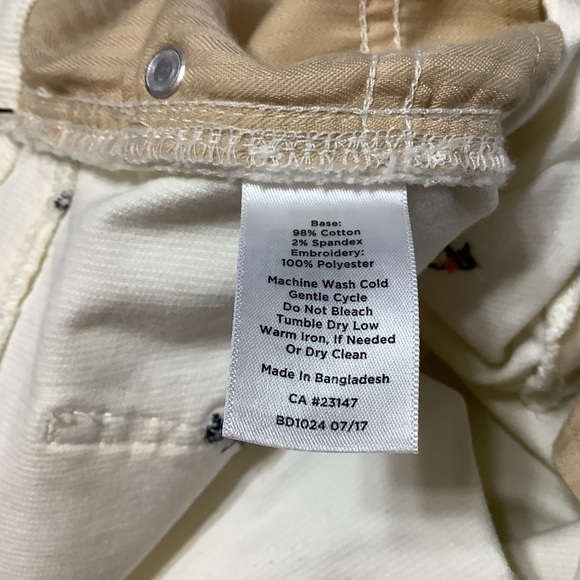 Base:
98% Cotton
2% Spandex
Embroidery:
100% Polyester
Machine Wash Cold
Gentle Cycle
Do Not Bleach
Tumble Dry Low
Warm Iron, If Needed
Or Dry Clean
Made in Bangladesh
CA #23147
BD1024 07/17